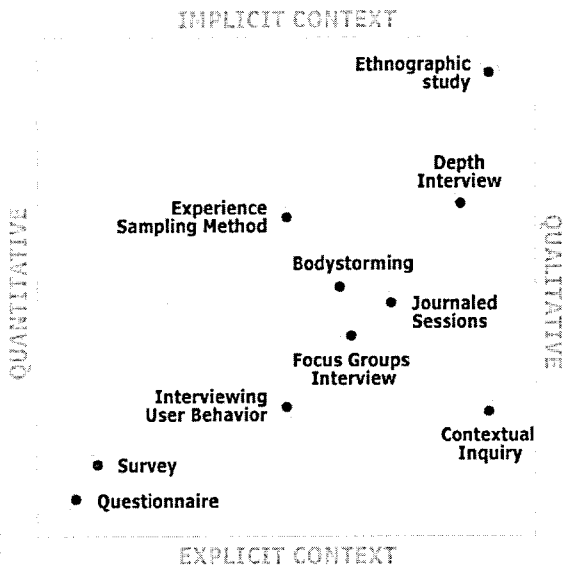 IMPLICIT CONTEXT
Ethnographic
study
Depth
Interview
Experience
Sampling Method
QUANTITATIVE
QUALITATIVE
Bodystorming
Journaled
Sessions
Focus Groups
Interview
Interviewing
User Behavior
Contextual
Inquiry
Survey
Questionnaire
EXPLICIT CONTEXT